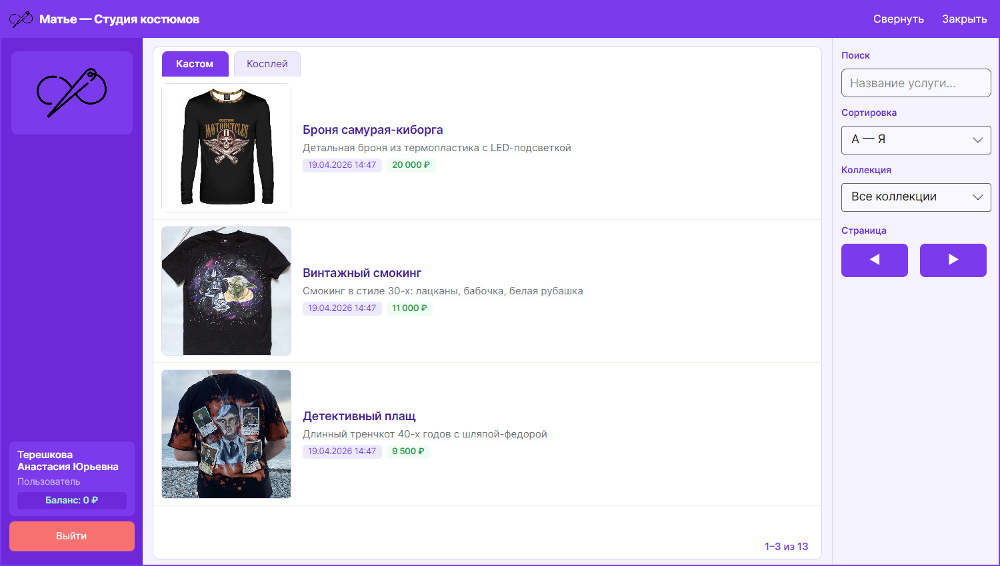 Матье — Студия костюмов
Свернуть
Закрыть
Терешкова
Анастасия Юрьевна
Пользователь
Баланс: 0 ₽
Выйти
Кастом
Косплей
CUSTOM
MOTORCYCLES
Броня самурая-киборга
Детальная броня из термопластика с LED-подсветкой
19.04.2026 14:47
20 000 ₽
Винтажный смокинг
Смокинг в стиле 30-х: лацканы, бабочка, белая рубашка
19.04.2026 14:47
11 000 ₽
Детективный плащ
Длинный тренчкот 40-х годов с шляпой-федорой
19.04.2026 14:47
9 500 ₽
1–3 из 13
Поиск
Название услуги...
Сортировка
А — Я
Коллекция
Все коллекции
Страница